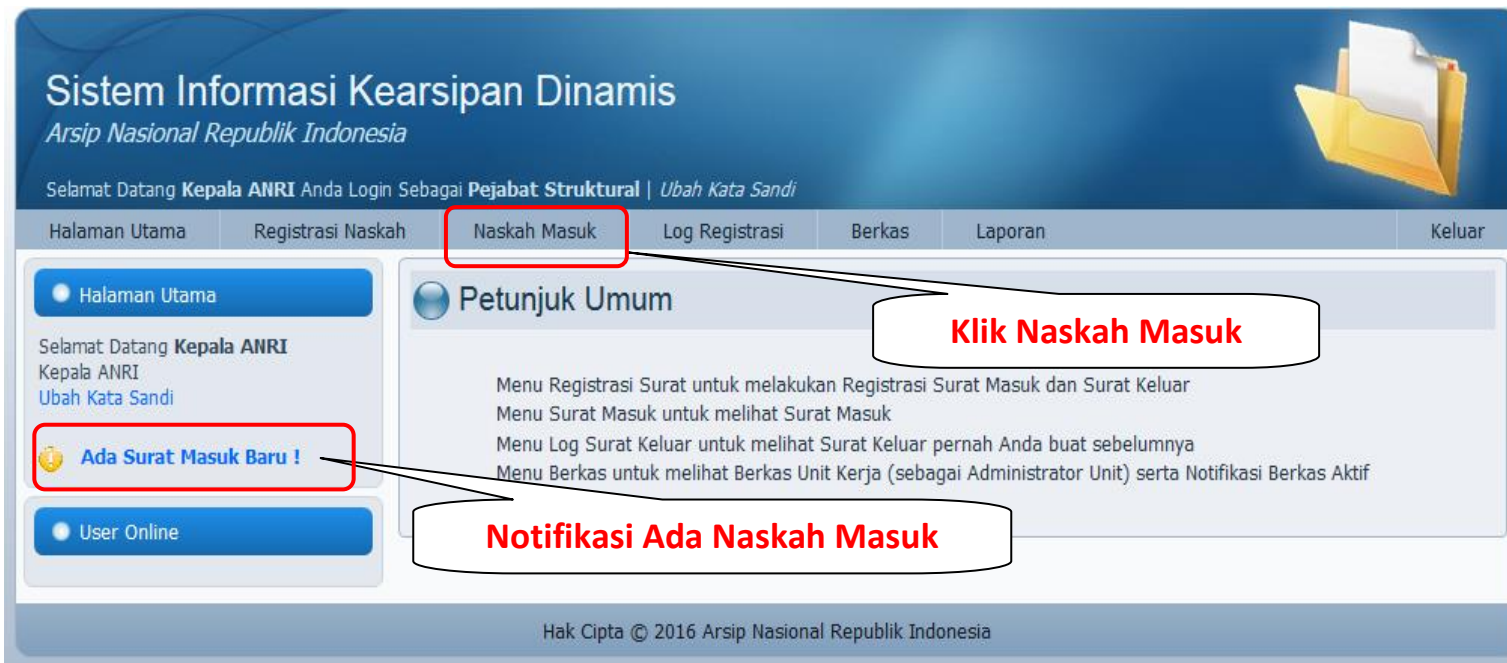 Sistem Informasi Kearsipan Dinamis
Arsip Nasional Republik Indonesia
Selamat Datang Kepala ANRI Anda Login Sebagai Pejabat Struktural | Ubah Kata Sandi
Halaman Utama Registrasi Naskah Naskah Masuk Log Registrasi Berkas Laporan Keluar
Halaman Utama
Selamat Datang Kepala ANRI
Kepala ANRI
Ubah Kata Sandi
Ada Surat Masuk Baru !
User Online
Petunjuk Umum
Klik Naskah Masuk
Menu Registrasi Surat untuk melakukan Registrasi Surat Masuk dan Surat Keluar
Menu Surat Masuk untuk melihat Surat Masuk
Menu Log Surat Keluar untuk melihat Surat Keluar pernah Anda buat sebelumnya
Menu Berkas untuk melihat Berkas Unit Kerja (sebagai Administrator Unit) serta Notifikasi Berkas Aktif
Notifikasi Ada Naskah Masuk
Hak Cipta © 2016 Arsip Nasional Republik Indonesia